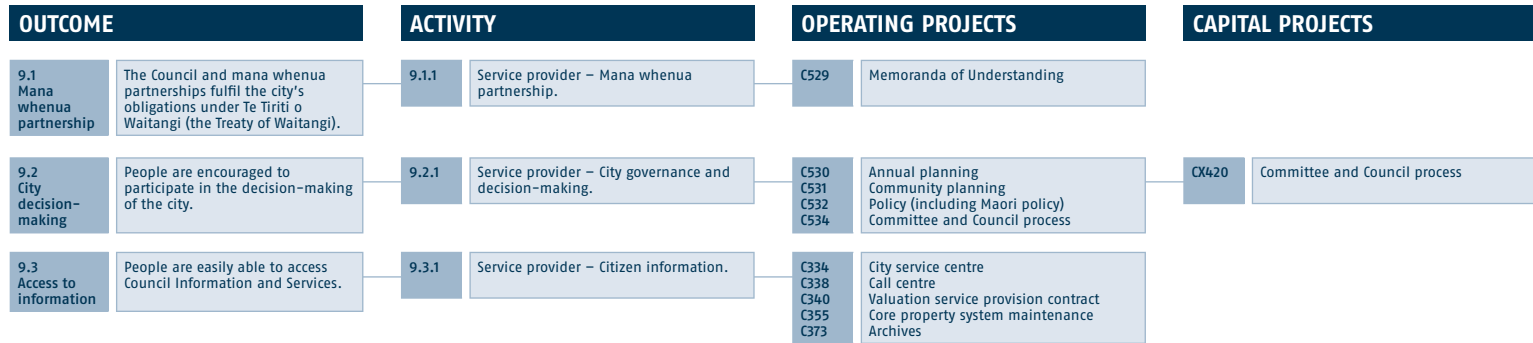 OUTCOME
ACTIVITY
OPERATING PROJECTS
CAPITAL PROJECTS
9.1
Mana
whenua
partnership
The Council and mana whenua
partnerships fulfil the city's
obligations under Te Tiriti o
Waitangi (the Treaty of Waitangi).
9.1.1
Service provider – Mana whenua
partnership.
C529
Memoranda of Understanding
9.2
City
decision-
making
People are encouraged to
participate in the decision-making
of the city.
9.2.1
Service provider – City governance and
decision-making.
C530 Annual planning
C531 Community planning
C532 Policy (including Maori policy)
C534 Committee and Council process
CX420
Committee and Council process
9.3
Access to
information
People are easily able to access
Council Information and Services.
9.3.1
Service provider – Citizen information.
C334 City service centre
C338 Call centre
C340 Valuation service provision contract
C355 Core property system maintenance
C373 Archives